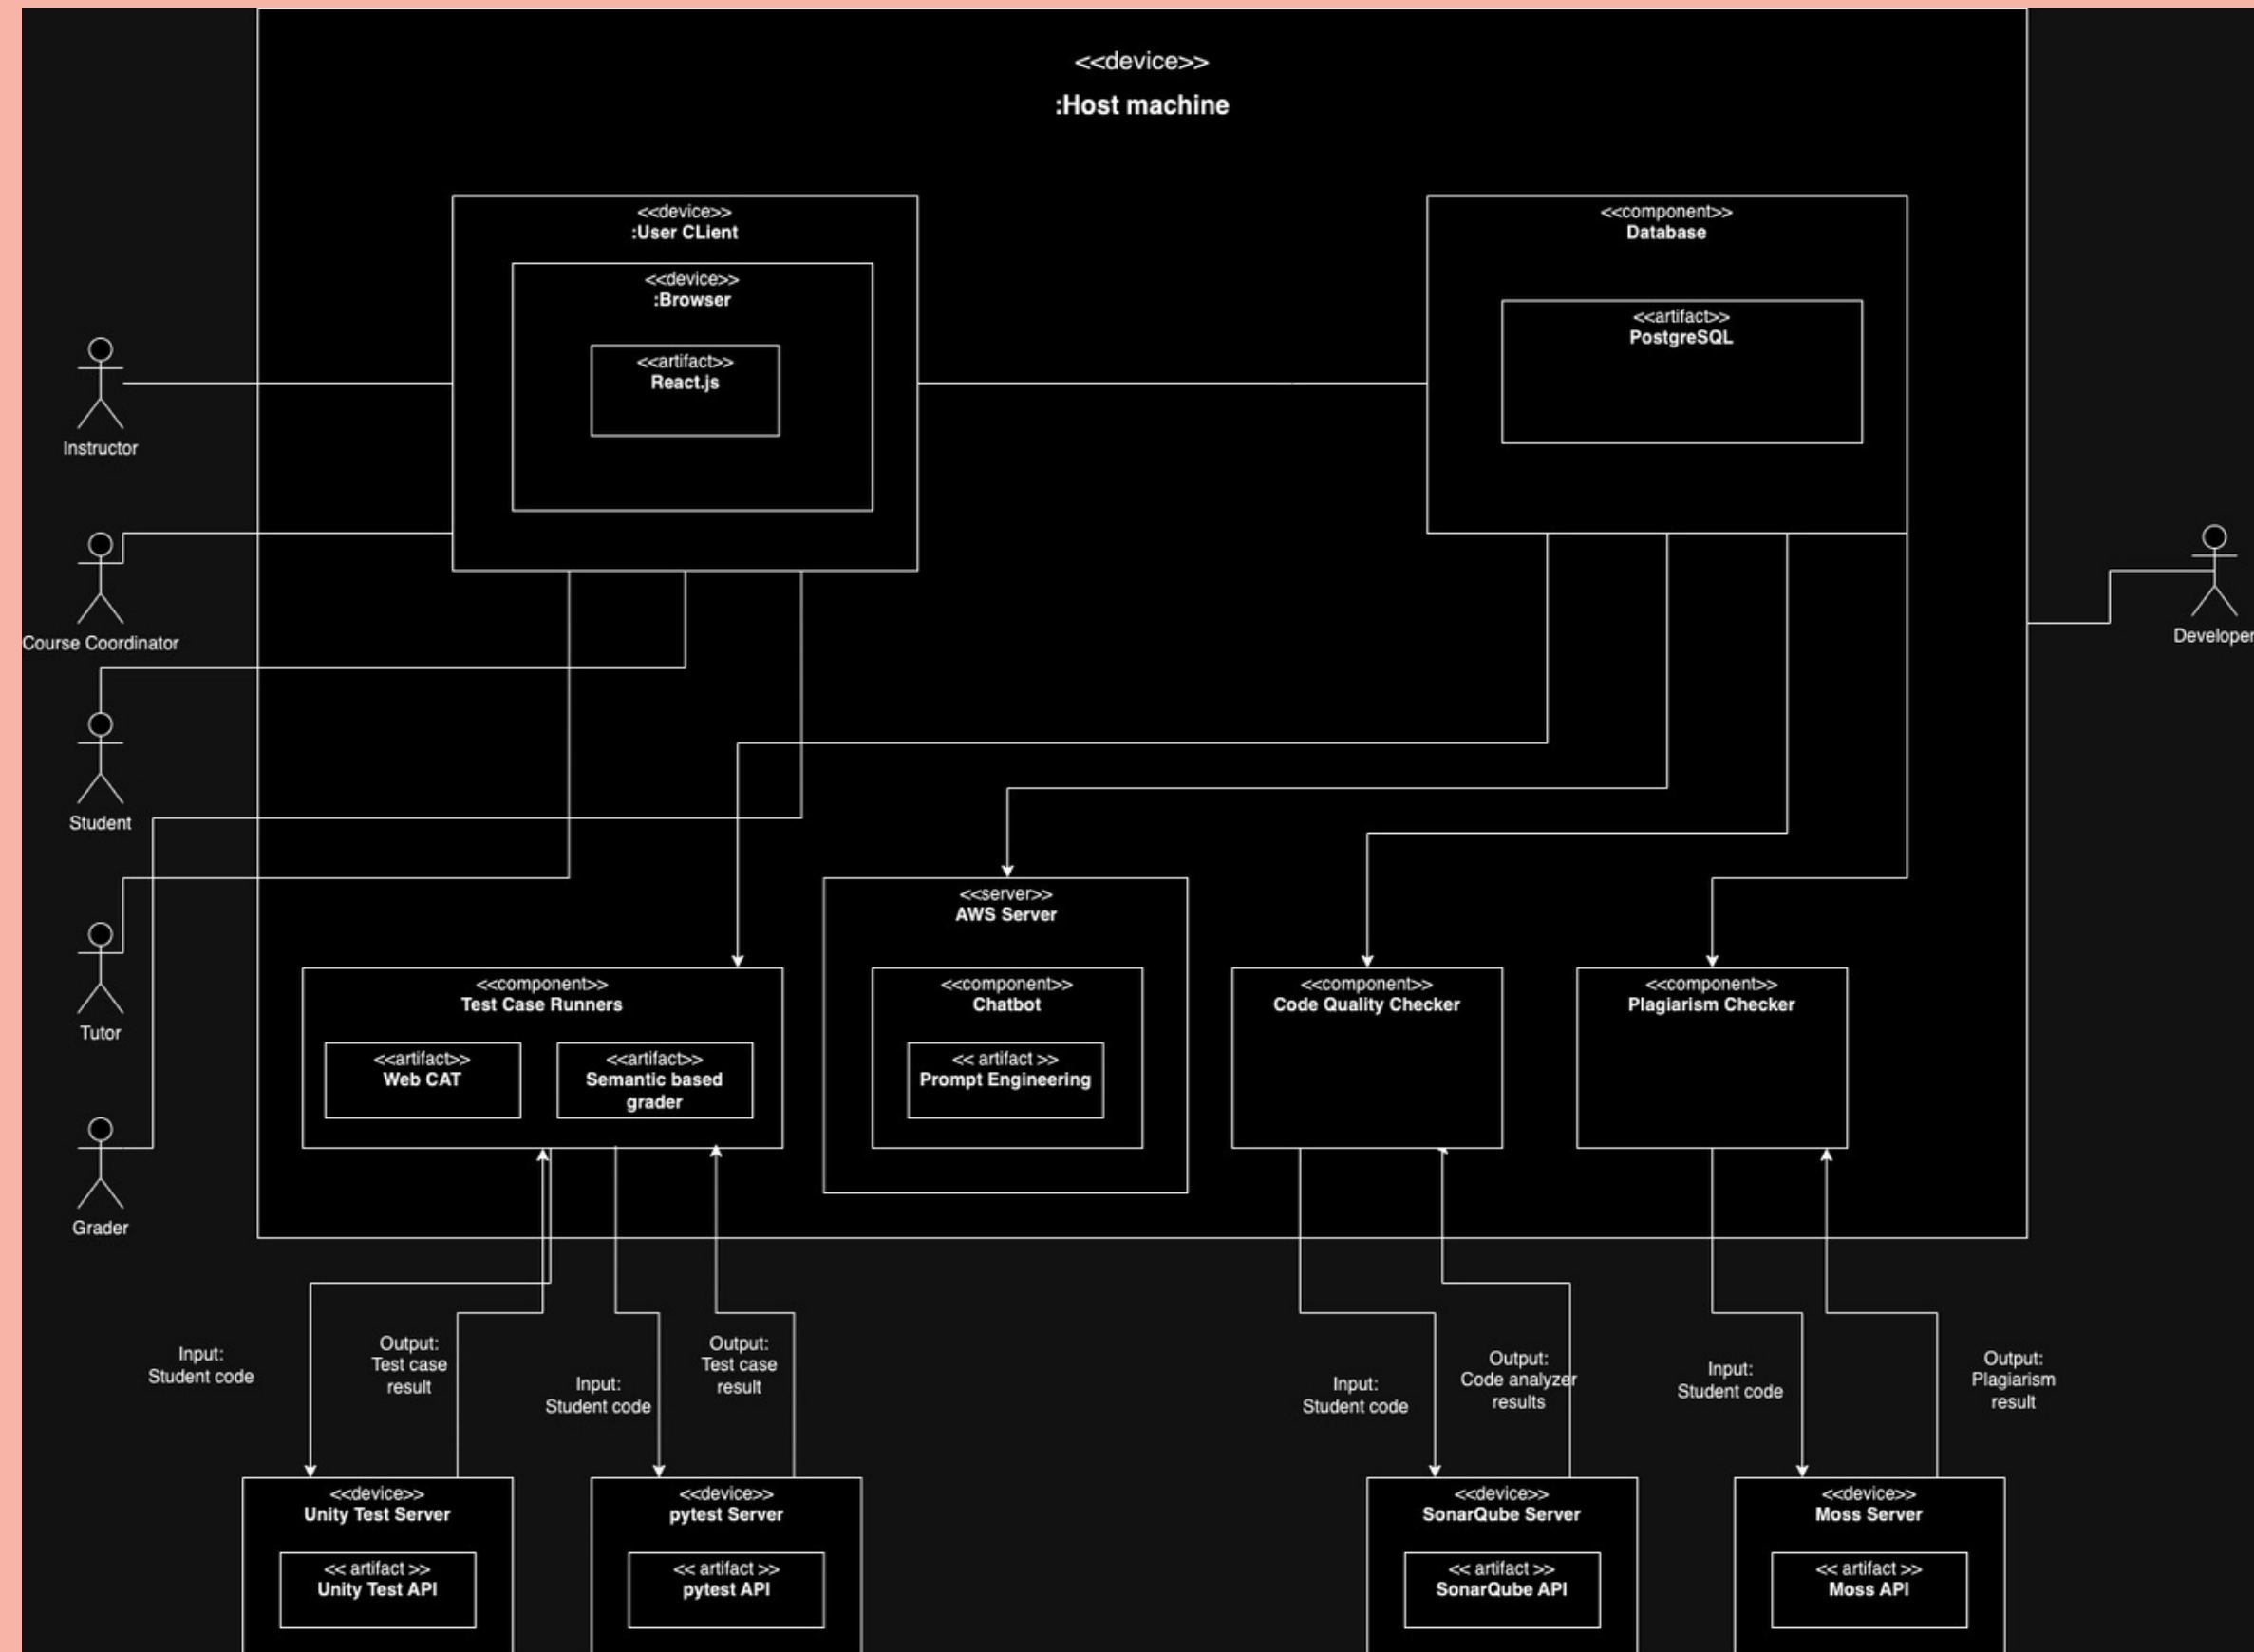 <<device>>
:Host machine
<<device>>
:User CLient
<<device>>
:Browser
<<artifact>>
React.js
<<component>>
Database
<<artifact>>
PostgreSQL
Instructor
Course Coordinator
Student
Tutor
Grader
Developer
<<component>>
Test Case Runners
<<artifact>>
Web CAT
<<artifact>>
Semantic based
grader
<<server>>
AWS Server
<<component>>
Chatbot
<< artifact >>
Prompt Engineering
<<component>>
Code Quality Checker
<<component>>
Plagiarism Checker
Input:
Student code
Output:
Test case
result
Input:
Student code
Output:
Test case
result
Input:
Student code
Output:
Code analyzer
results
Input:
Student code
Output:
Plagiarism
result
<<device>>
Unity Test Server
<< artifact >>
Unity Test API
<<device>>
pytest Server
<< artifact >>
pytest API
<<device>>
SonarQube Server
<< artifact >>
SonarQube API
<<device>>
Moss Server
<< artifact >>
Moss API